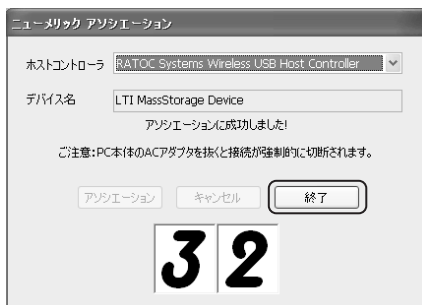 ニューメリック アソシエーション
ホストコントローラ RATOC Systems Wireless USB Host Controller
デバイス名 LTI MassStorage Device
アソシエーションに成功しました!
ご注意:PC本体のACアダプタを抜くと接続が強制的に切断されます。
アソシエーション キャンセル 終了
32